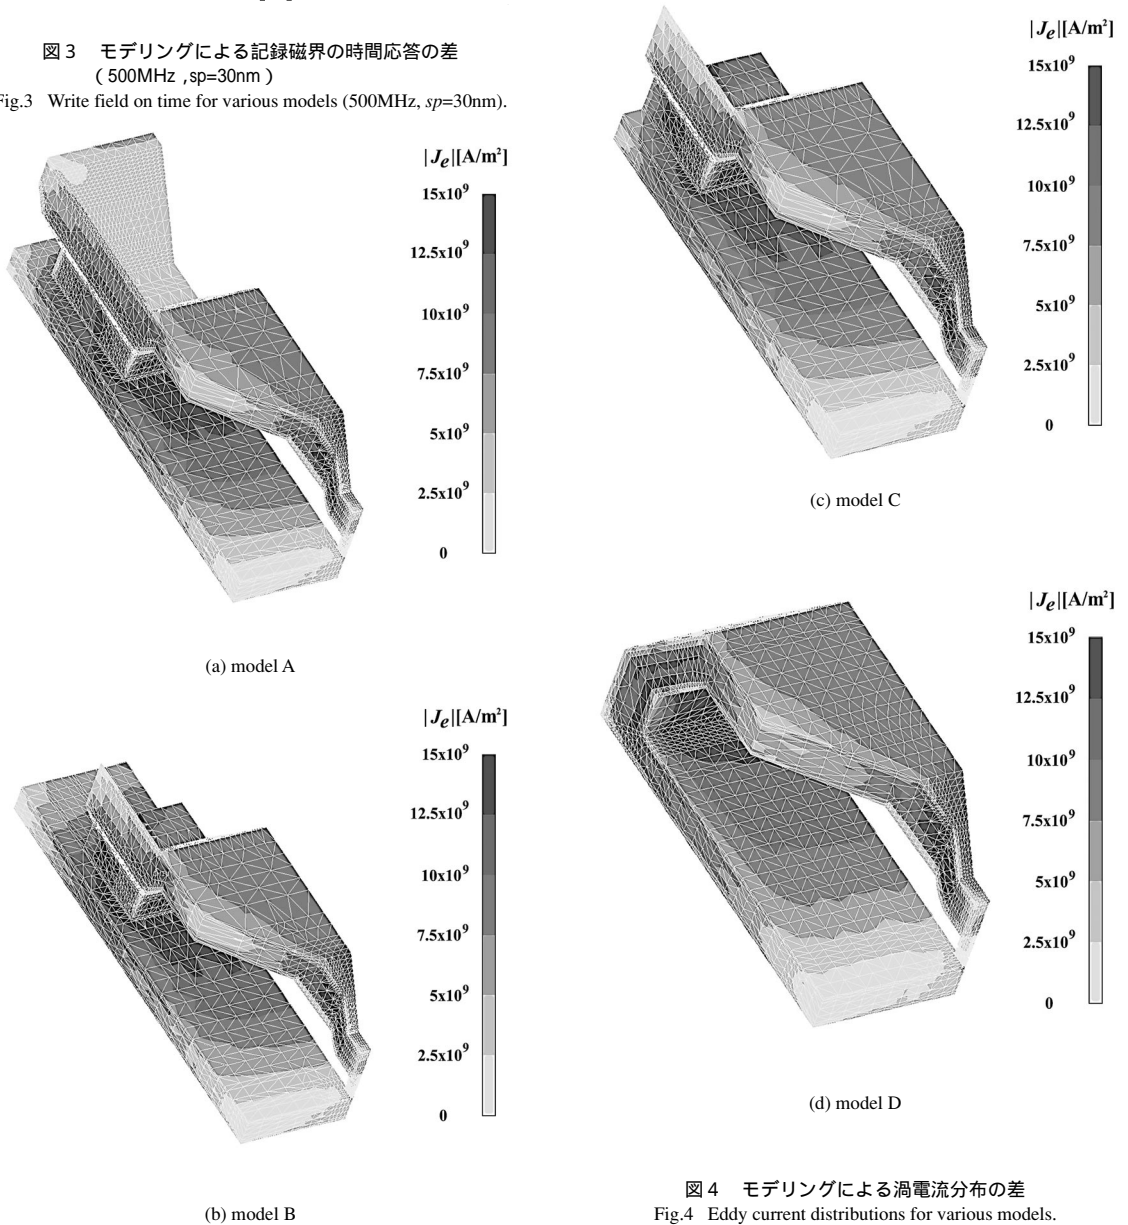 図3 モデリングによる記録磁界の時間応答の差
(500MHz ,sp=30nm)
Fig.3 Write field on time for various models (500MHz, sp=30nm).
|Je|[A/m²]
15x10⁹
12.5x10⁹
10x10⁹
7.5x10⁹
5x10⁹
2.5x10⁹
0
(a) model A
|Je|[A/m²]
15x10⁹
12.5x10⁹
10x10⁹
7.5x10⁹
5x10⁹
2.5x10⁹
0
(b) model B
|Je|[A/m²]
15x10⁹
12.5x10⁹
10x10⁹
7.5x10⁹
5x10⁹
2.5x10⁹
0
(c) model C
|Je|[A/m²]
15x10⁹
12.5x10⁹
10x10⁹
7.5x10⁹
5x10⁹
2.5x10⁹
0
(d) model D
図4 モデリングによる渦電流分布の差
Fig.4 Eddy current distributions for various models.